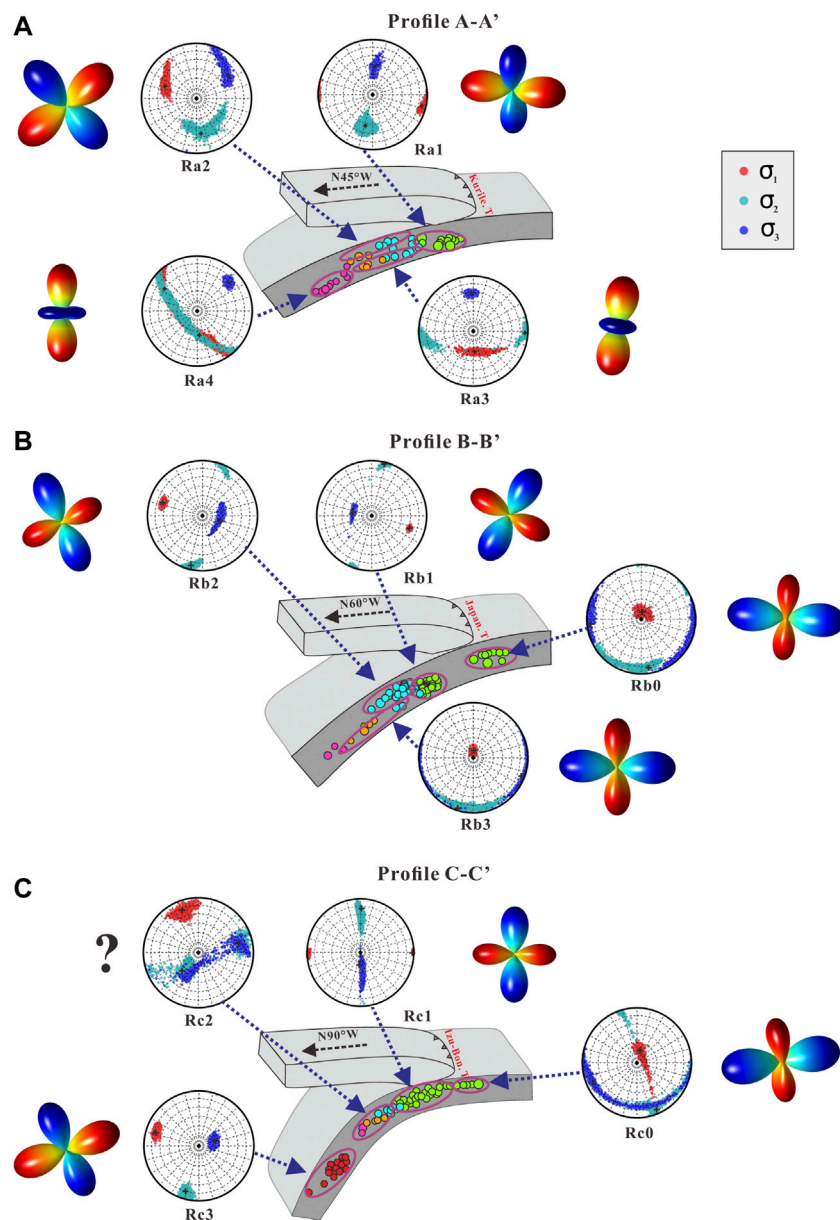 A
Profile A-A’
Ra2
Ra1
N45°W
Kurile. T
σ1
σ2
σ3
Ra4
Ra3
B
Profile B-B’
Rb2
Rb1
N60°W
Japan. T
Rb0
Rb3
C
Profile C-C’
?
Rc2
Rc1
N90°W
Izu-Bon. T
Rc0
Rc3